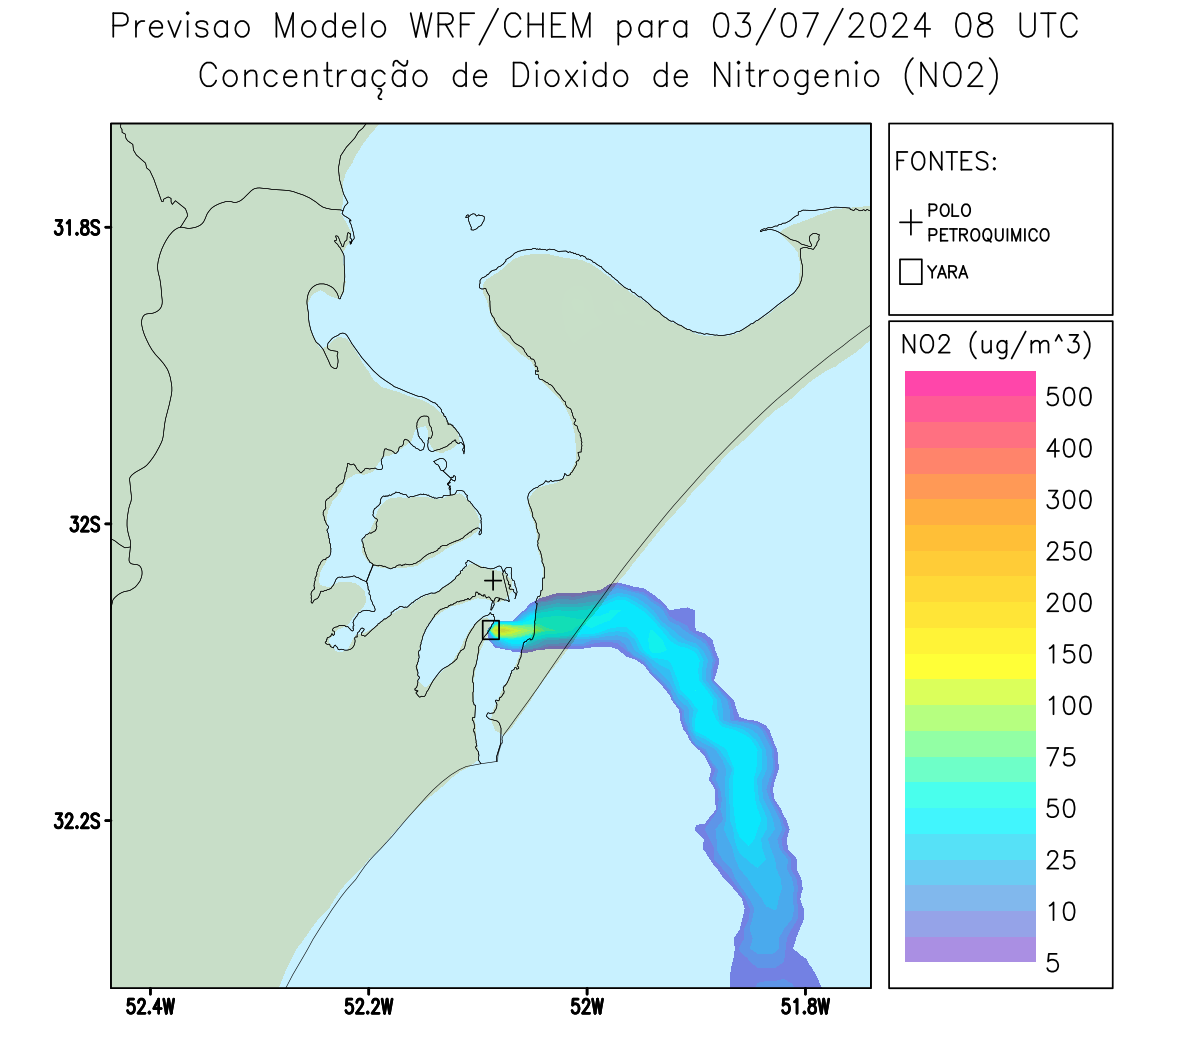 Previsao Modelo WRF/CHEM para 03/07/2024 08 UTC
Concentração de Dioxido de Nitrogenio (NO2)
FONTES:
POLO
PETROQUIMICO
YARA
NO2 (ug/m^3)
500
400
300
250
200
150
100
75
50
25
10
5
31.8S
32S
32.2S
52.4W
52.2W
52W
51.8W